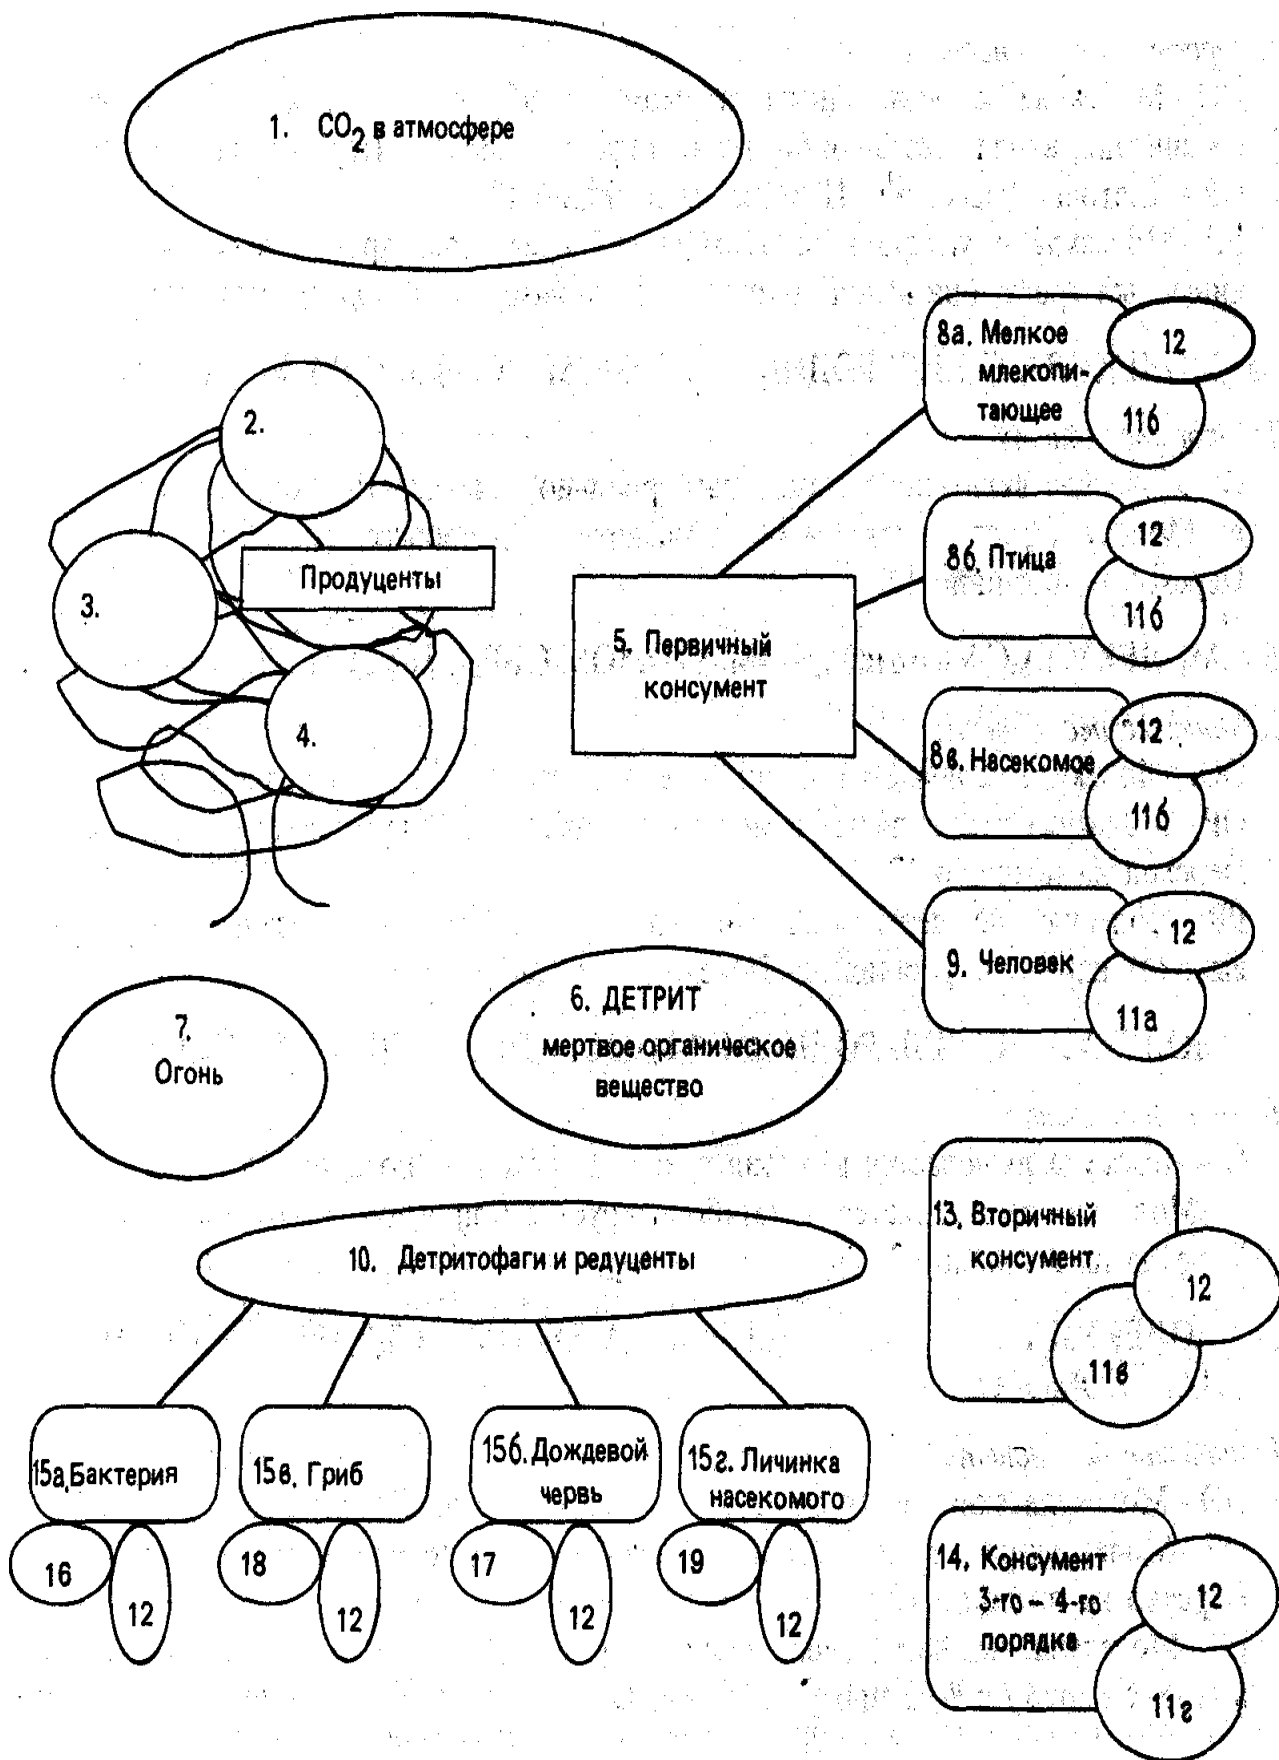 1. CO₂ в атмосфере
2.
3.
Продуценты
4.
5. Первичный
консумент
8а. Мелкое
млекопи-
тающее
12
11б
8б. Птица
12
11б
8в. Насекомое
12
11б
9. Человек
12
11а
7.
Огонь
6. ДЕТРИТ
мертвое органическое
вещество
10. Детритофаги и редуценты
13. Вторичный
консумент
12
11в
15а. Бактерия
16
12
15в. Гриб
18
12
15б. Дождевой
червь
17
12
15г. Личинка
насекомого
19
12
14. Консумент
3-го – 4-го
порядка
12
11г